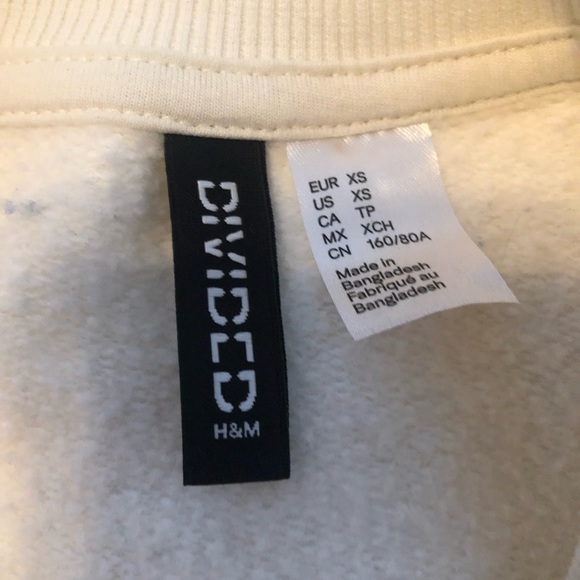 DIVIDED
H&M
EUR XS
US XS
CA TP
MX XCH
CN 160/80A
Made in
Bangladesh
Fabriqué au
Bangladesh